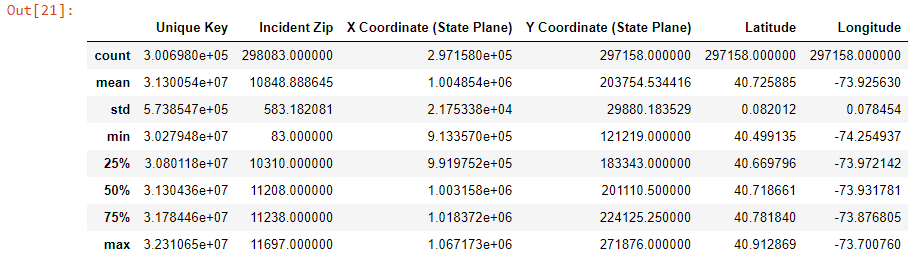 Out[21]:
Unique Key Incident Zip X Coordinate (State Plane) Y Coordinate (State Plane) Latitude Longitude
count 3.006980e+05 298083.000000 2.971580e+05 297158.000000 297158.000000 297158.000000
mean 3.130054e+07 10848.888645 1.004854e+06 203754.534416 40.725885 -73.925630
std 5.738547e+05 583.182081 2.175338e+04 29880.183529 0.082012 0.078454
min 3.027948e+07 83.000000 9.133570e+05 121219.000000 40.499135 -74.254937
25% 3.080118e+07 10310.000000 9.919752e+05 183343.000000 40.669796 -73.972142
50% 3.130436e+07 11208.000000 1.003158e+06 201110.500000 40.718661 -73.931781
75% 3.178446e+07 11238.000000 1.018372e+06 224125.250000 40.781840 -73.876805
max 3.231065e+07 11697.000000 1.067173e+06 271876.000000 40.912869 -73.700760